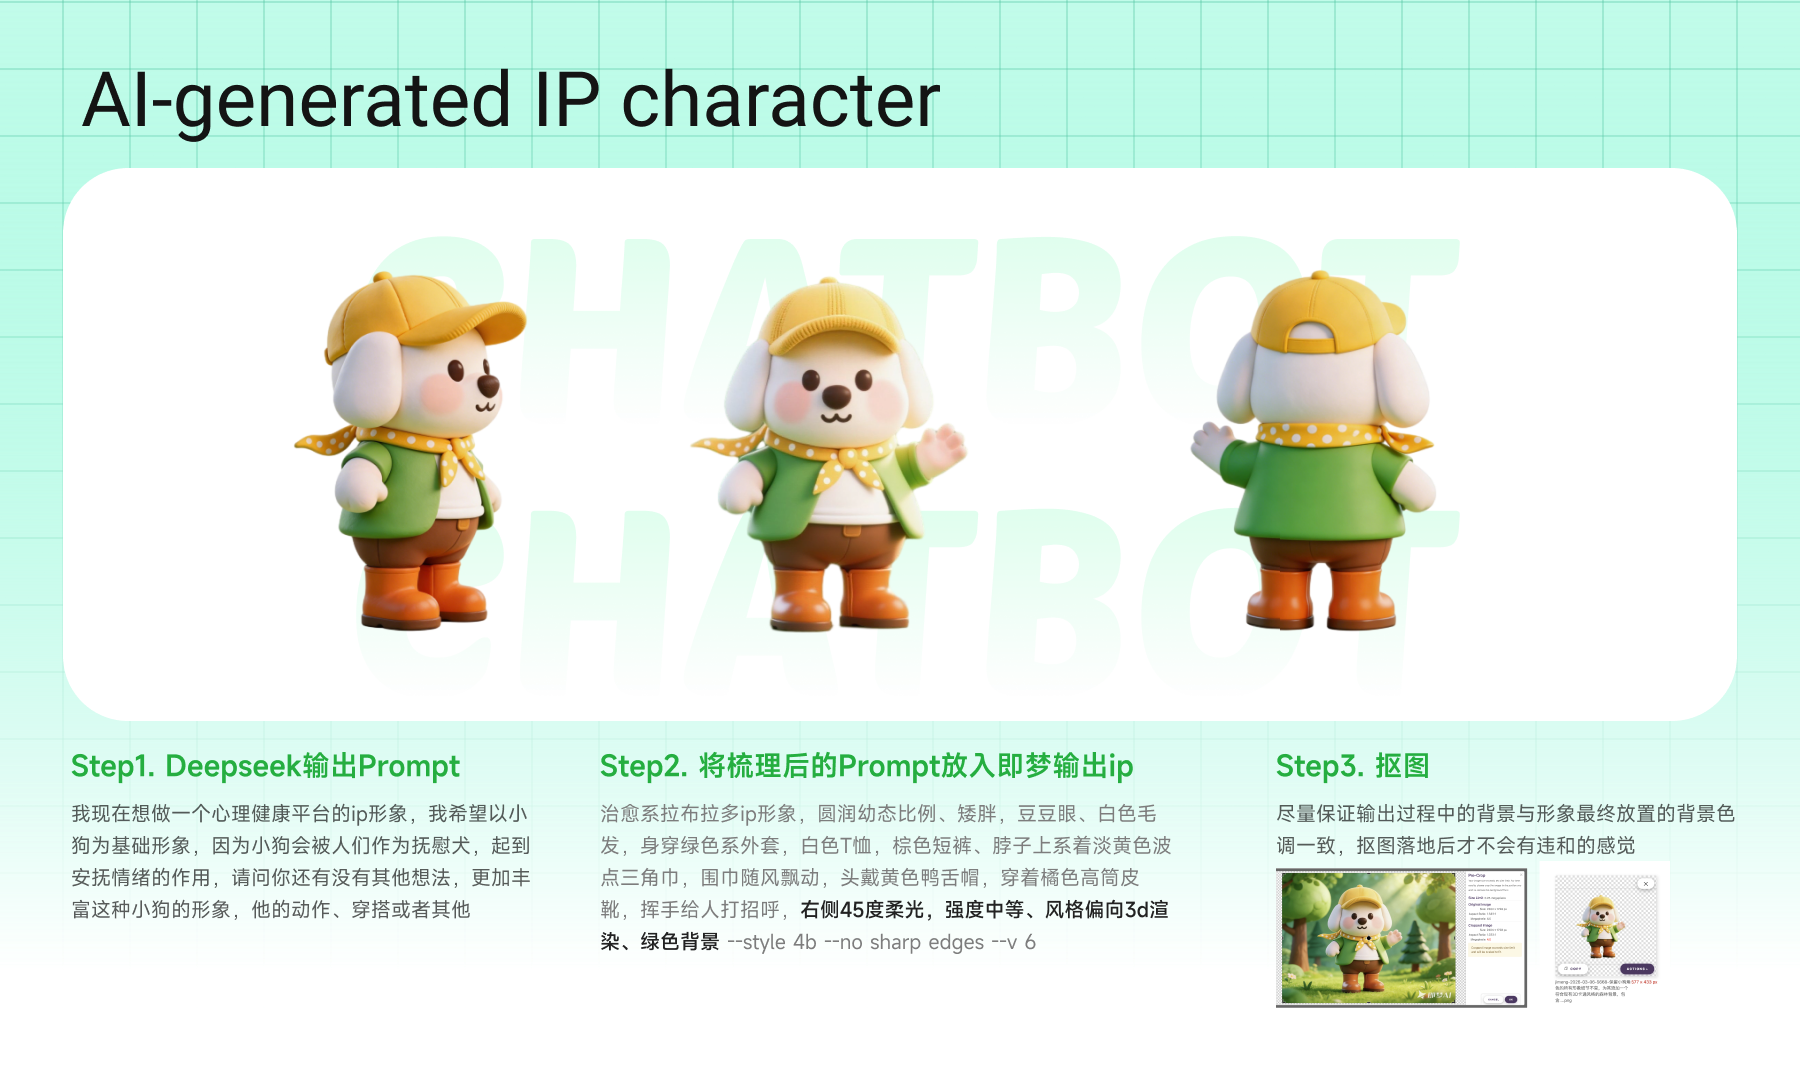 AI-generated IP character
CHATBOT
CHATBOT
Step1. Deepseek输出Prompt
我现在想做一个心理健康平台的ip形象，我希望以小
狗为基础形象，因为小狗会被人们作为抚慰犬，起到
安抚情绪的作用，请问你还有没有其他想法，更加丰
富这种小狗的形象，他的动作、穿搭或者其他
Step2. 将梳理后的Prompt放入即梦输出ip
治愈系拉布拉多ip形象，圆润幼态比例、矮胖，豆豆眼、白色毛
发，身穿绿色系外套，白色T恤，棕色短裤、脖子上系着淡黄色波
点三角巾，围巾随风飘动，头戴黄色鸭舌帽，穿着橘色高筒皮
靴，挥手给人打招呼，右侧45度柔光，强度中等、风格偏向3d渲
染、绿色背景 --style 4b --no sharp edges --v 6
Step3. 抠图
尽量保证输出过程中的背景与形象最终放置的背景色
调一致，抠图落地后才不会有违和的感觉
Pre-Crop
Original Image
Cropped Image
即梦AI